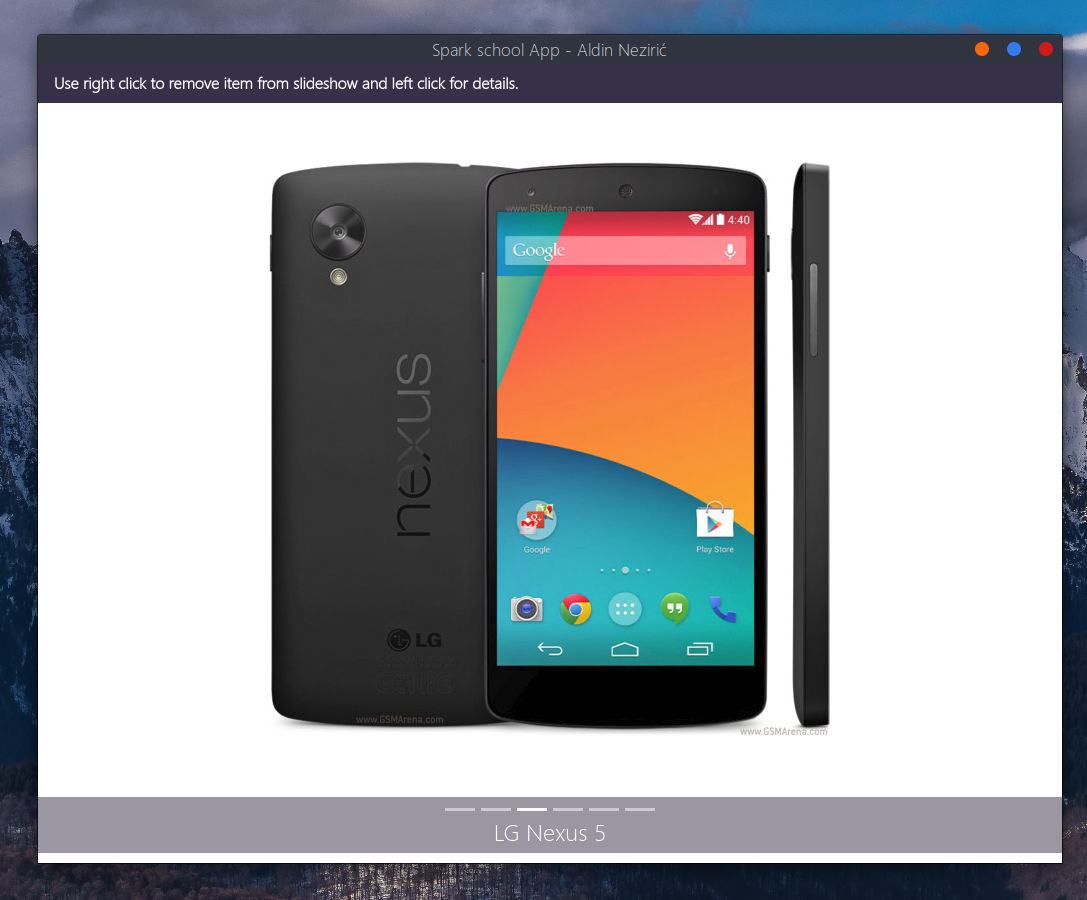 Spark school App - Aldin Nezirić
Use right click to remove item from slideshow and left click for details.
www.GSMArena.com
4:40
Google
nexus
Google
Play Store
LG
www.GSMArena.com
www.GSMArena.com
LG Nexus 5